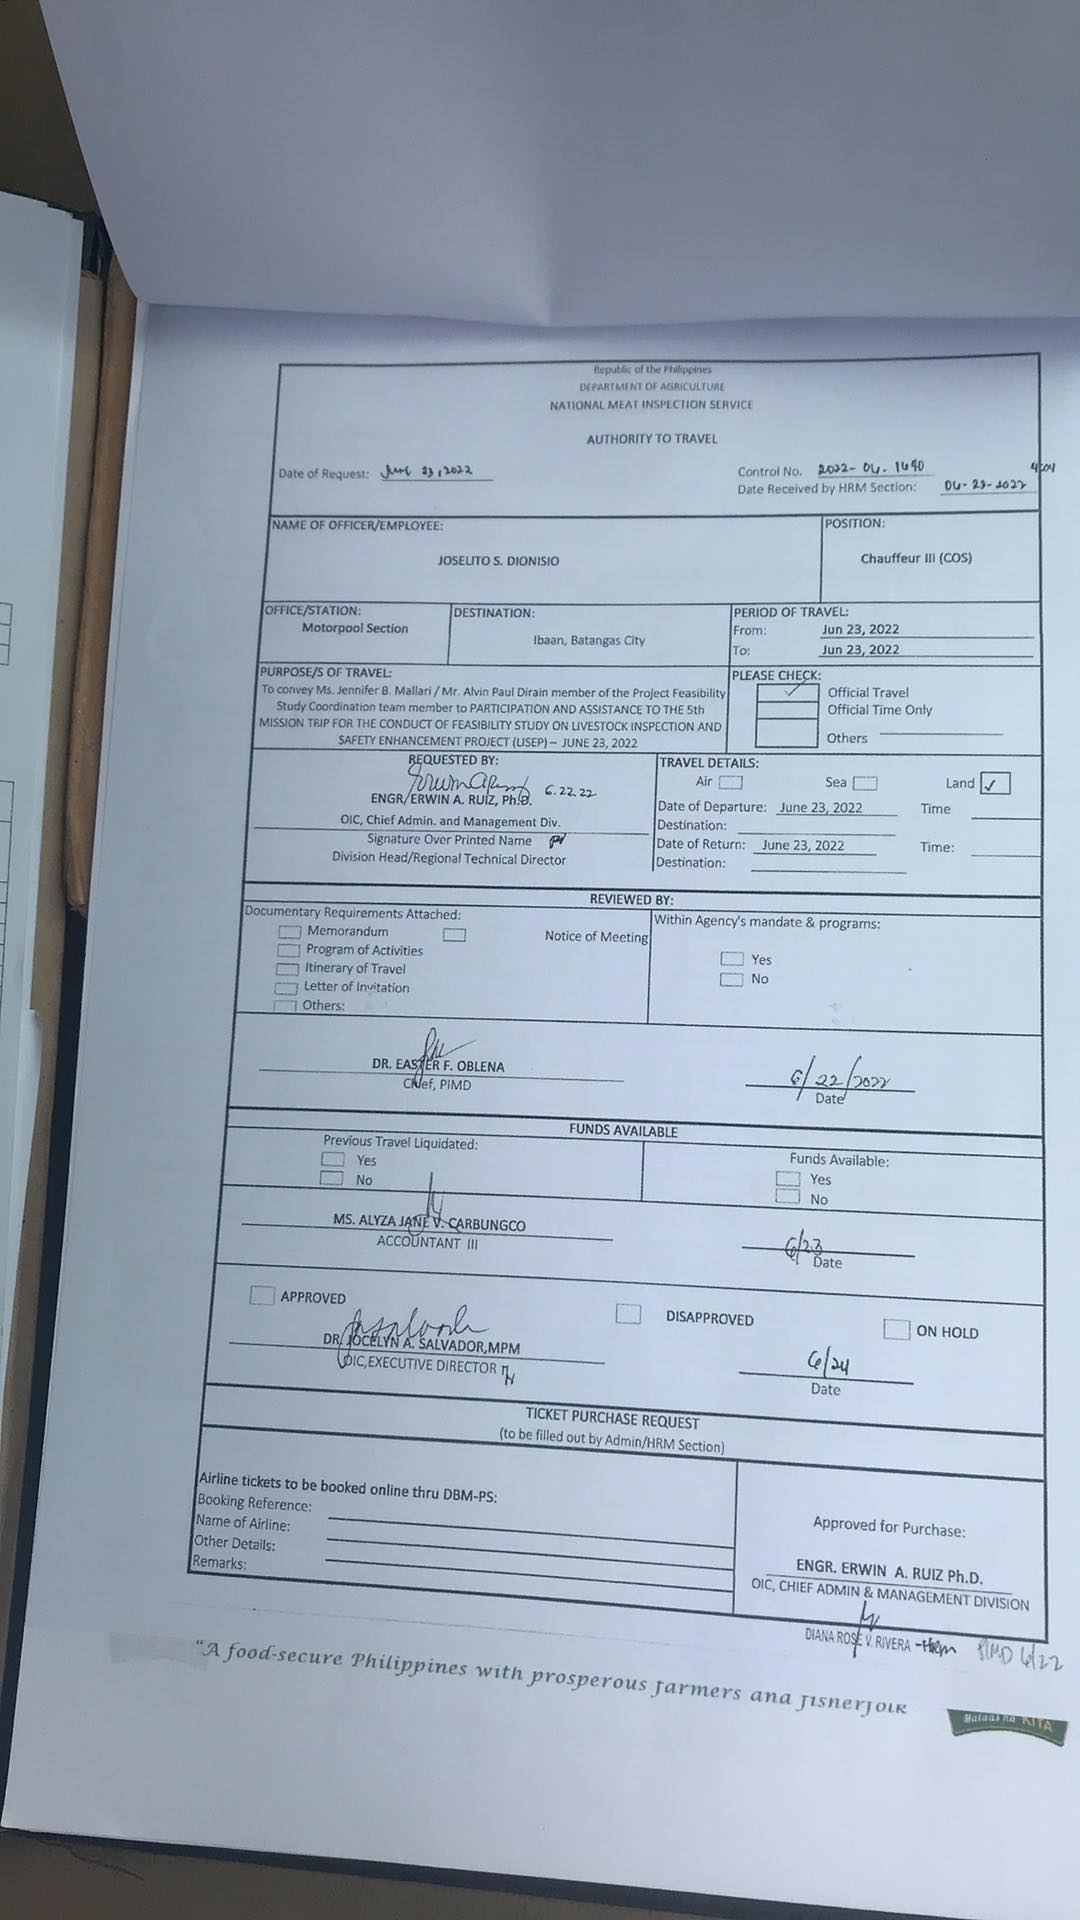 Republic of the Philippines
DEPARTMENT OF AGRICULTURE
NATIONAL MEAT INSPECTION SERVICE
AUTHORITY TO TRAVEL
Date of Request: June 23, 2022
Control No. 2022-06.1690
Date Received by HRM Section: 06-23-2022
NAME OF OFFICER/EMPLOYEE:
JOSELITO S. DIONISIO
POSITION:
Chauffeur III (COS)
OFFICE/STATION:
Motorpool Section
DESTINATION:
Ibaan, Batangas City
PERIOD OF TRAVEL:
From: Jun 23, 2022
To: Jun 23, 2022
PURPOSE/S OF TRAVEL:
To convey Ms. Jennifer B. Mallari / Mr. Alvin Paul Dirain member of the Project Feasibility
Study Coordination team member to PARTICIPATION AND ASSISTANCE TO THE 5th
MISSION TRIP FOR THE CONDUCT OF FEASIBILITY STUDY ON LIVESTOCK INSPECTION AND
SAFETY ENHANCEMENT PROJECT (LISEP) – JUNE 23, 2022
PLEASE CHECK:
Official Travel
Official Time Only
Others
REQUESTED BY:
6.22.22
ENGR/ERWIN A. RUIZ, Ph.D.
OIC, Chief Admin. and Management Div.
Signature Over Printed Name
Division Head/Regional Technical Director
TRAVEL DETAILS:
Air Sea Land ✓
Date of Departure: June 23, 2022 Time
Destination:
Date of Return: June 23, 2022 Time:
Destination:
REVIEWED BY:
Documentary Requirements Attached:
Memorandum
Notice of Meeting
Program of Activities
Itinerary of Travel
Letter of Invitation
Others:
Within Agency's mandate & programs:
Yes
No
DR. EASTER F. OBLENA
Chief, PIMD
6/22/2022
Date
FUNDS AVAILABLE
Previous Travel Liquidated:
Yes
No
Funds Available:
Yes
No
MS. ALYZA JANE V. CARBUNGCO
ACCOUNTANT III
6/23
Date
APPROVED
DISAPPROVED
ON HOLD
DR. JOCELYN A. SALVADOR,MPM
OIC,EXECUTIVE DIRECTOR
6/24
Date
TICKET PURCHASE REQUEST
(to be filled out by Admin/HRM Section)
Airline tickets to be booked online thru DBM-PS:
Booking Reference:
Name of Airline:
Other Details:
Remarks:
Approved for Purchase:
ENGR. ERWIN A. RUIZ Ph.D.
OIC, CHIEF ADMIN & MANAGEMENT DIVISION
DIANA ROSE V. RIVERA -Hrm PIMD 6/22
"A food-secure Philippines with prosperous farmers and
KITA